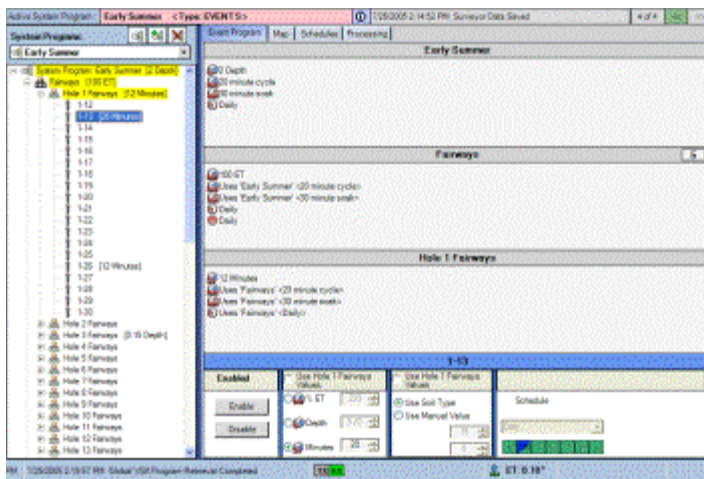 Active System Program: Early Summer <Type: EVENTS>
7/25/2005 2:14:52 PM: Surveyor Data Saved
4 of 4
System Programs:
Early Summer
System Program: Early Summer [2 Depth]
Fairways [100 ET]
Hole 1 Fairways [12 Minutes]
1-12
1-13 [20 Minutes]
1-14
1-15
1-16
1-17
1-18
1-19
1-20
1-21
1-22
1-23
1-24
1-25
1-26 [12 Minutes]
1-27
1-28
1-29
1-30
Hole 2 Fairways
Hole 3 Fairways [0.15 Depth]
Hole 4 Fairways
Hole 5 Fairways
Hole 6 Fairways
Hole 7 Fairways
Hole 8 Fairways
Hole 9 Fairways
Hole 10 Fairways
Hole 11 Fairways
Hole 12 Fairways
Hole 13 Fairways
Event Program
Map
Schedules
Processing
Early Summer
2 Depth
20 minute cycle
30 minute soak
Daily
Fairways
100 ET
Uses 'Early Summer' <20 minute cycle>
Uses 'Early Summer' <30 minute soak>
Daily
Daily
Hole 1 Fairways
12 Minutes
Uses 'Fairways' <20 minute cycle>
Uses 'Fairways' <30 minute soak>
Uses 'Fairways' <Daily>
1-13
Enabled
Enable
Disable
Use Hole 1 Fairways Values
% ET
Depth
Minutes
20
Use Hole 1 Fairways Values
Use Soil Type
Use Manual Value
Schedule
PM
7/25/2005 2:19:57 PM: Global VSX Program Retrieval Completed
ET: 0.10"